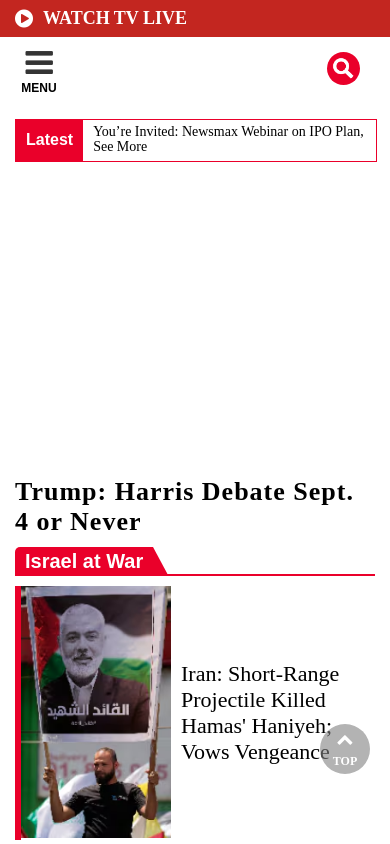 WATCH TV LIVE
MENU
Latest
You’re Invited: Newsmax Webinar on IPO Plan,
See More
Trump: Harris Debate Sept.
4 or Never
Israel at War
القائد الشهيد
Iran: Short-Range
Projectile Killed
Hamas' Haniyeh;
Vows Vengeance
TOP